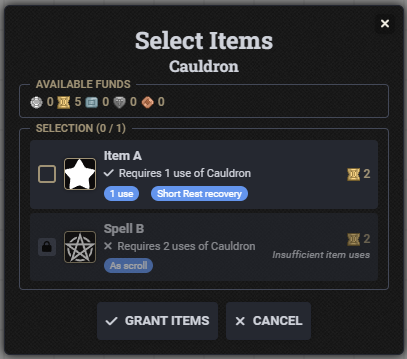 Select Items
Cauldron
AVAILABLE FUNDS
0 5 0 0 0
SELECTION (0 / 1)
Item A
Requires 1 use of Cauldron
2
1 use Short Rest recovery
Spell B
Requires 2 uses of Cauldron
2
Insufficient item uses
As scroll
GRANT ITEMS CANCEL